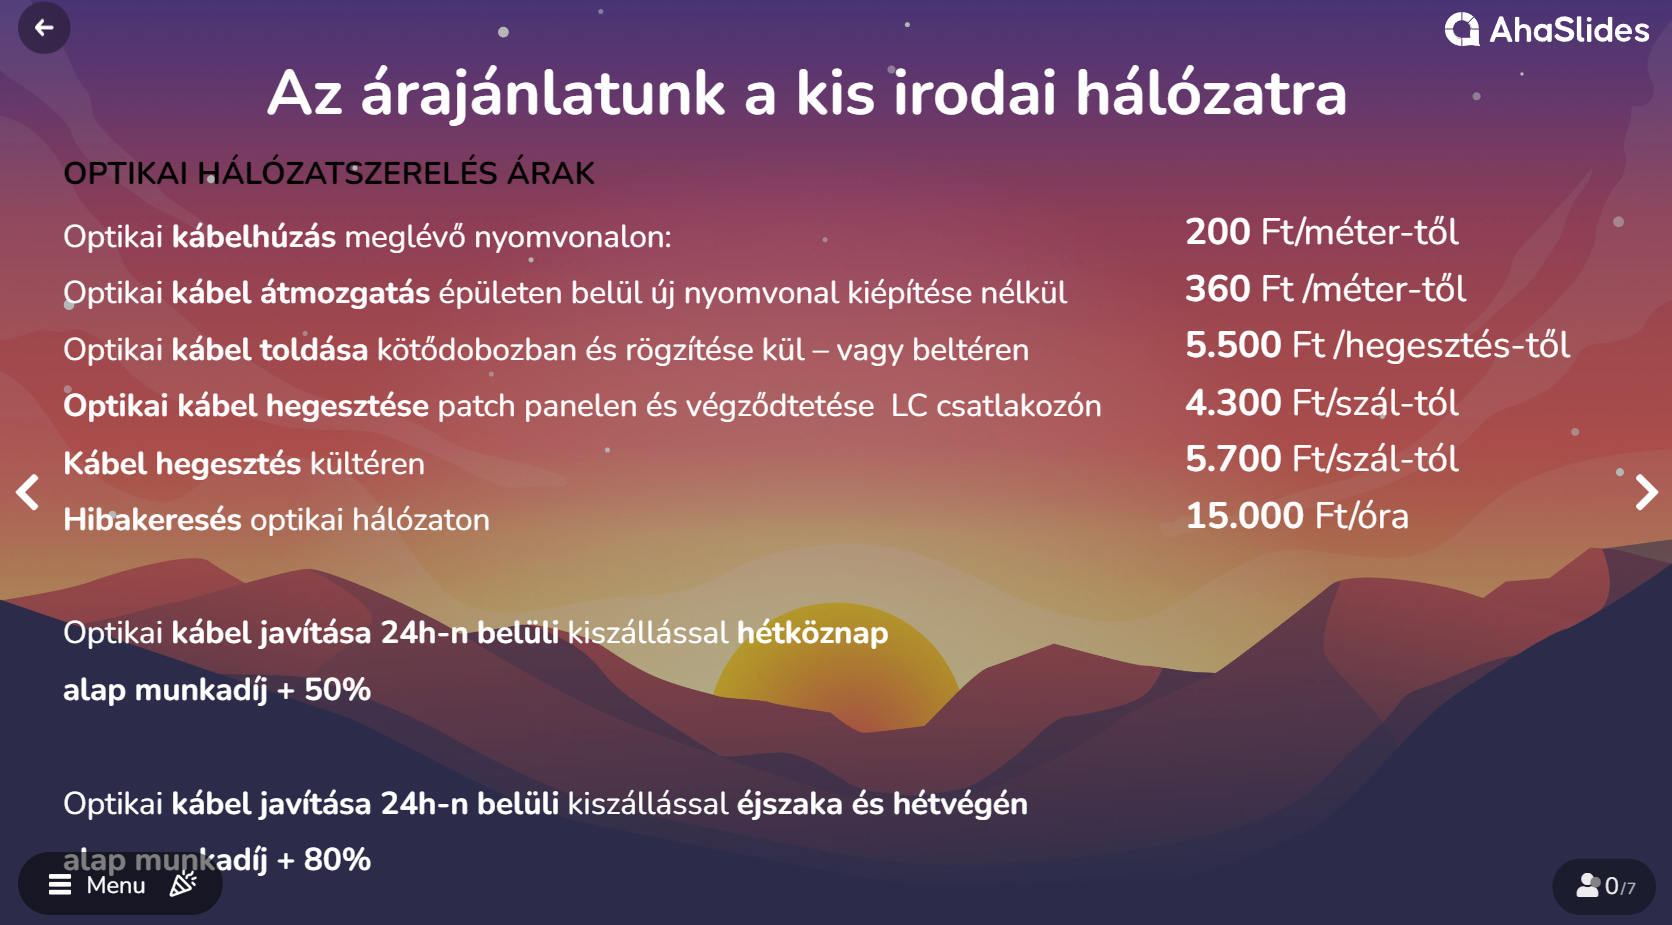 AhaSlides
Az árajánlatunk a kis irodai hálózatra
OPTIKAI HÁLÓZATSZERELÉS ÁRAK
Optikai kábelhúzás meglévő nyomvonalon: 200 Ft/méter-től
Optikai kábel átmozgatás épületen belül új nyomvonal kiépítése nélkül 360 Ft /méter-től
Optikai kábel toldása kötődobozban és rögzítése kül – vagy beltéren 5.500 Ft /hegesztés-től
Optikai kábel hegesztése patch panelen és végződtetése  LC csatlakozón 4.300 Ft/szál-tól
Kábel hegesztés kültéren 5.700 Ft/szál-tól
Hibakeresés optikai hálózaton 15.000 Ft/óra
Optikai kábel javítása 24h-n belüli kiszállással hétköznap
alap munkadíj + 50%
Optikai kábel javítása 24h-n belüli kiszállással éjszaka és hétvégén
alap munkadíj + 80%
Menu
0/7